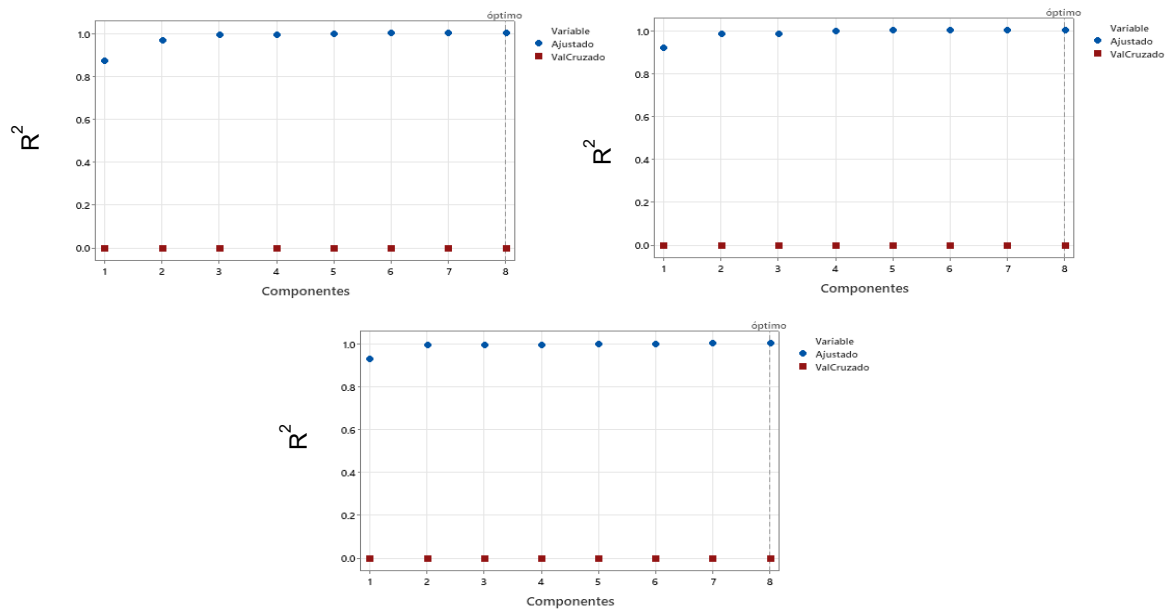 óptimo
Variable
Ajustado
ValCruzado
R²
1.0
0.8
0.6
0.4
0.2
0.0
1 2 3 4 5 6 7 8
Componentes
óptimo
Variable
Ajustado
ValCruzado
R²
1.0
0.8
0.6
0.4
0.2
0.0
1 2 3 4 5 6 7 8
Componentes
óptimo
Variable
Ajustado
ValCruzado
R²
1.0
0.8
0.6
0.4
0.2
0.0
1 2 3 4 5 6 7 8
Componentes